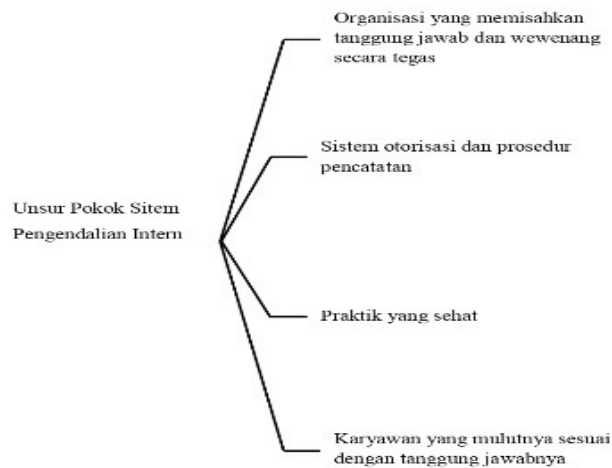 Organisasi yang memisahkan
tanggung jawab dan wewenang
secara tegas
Sistem otorisasi dan prosedur
pencatatan
Unsur Pokok Sitem
Pengendalian Intern
Praktik yang sehat
Karyawan yang mulutnya sesuai
dengan tanggung jawabnya